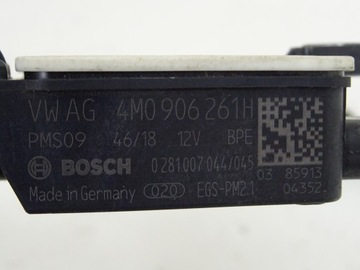 VW AG 4M0 906 261H
PMS09 46/18 12V BPE
BOSCH 0 281 007 044/045
03 85913
Made in Germany EGS-PM2.1 04352